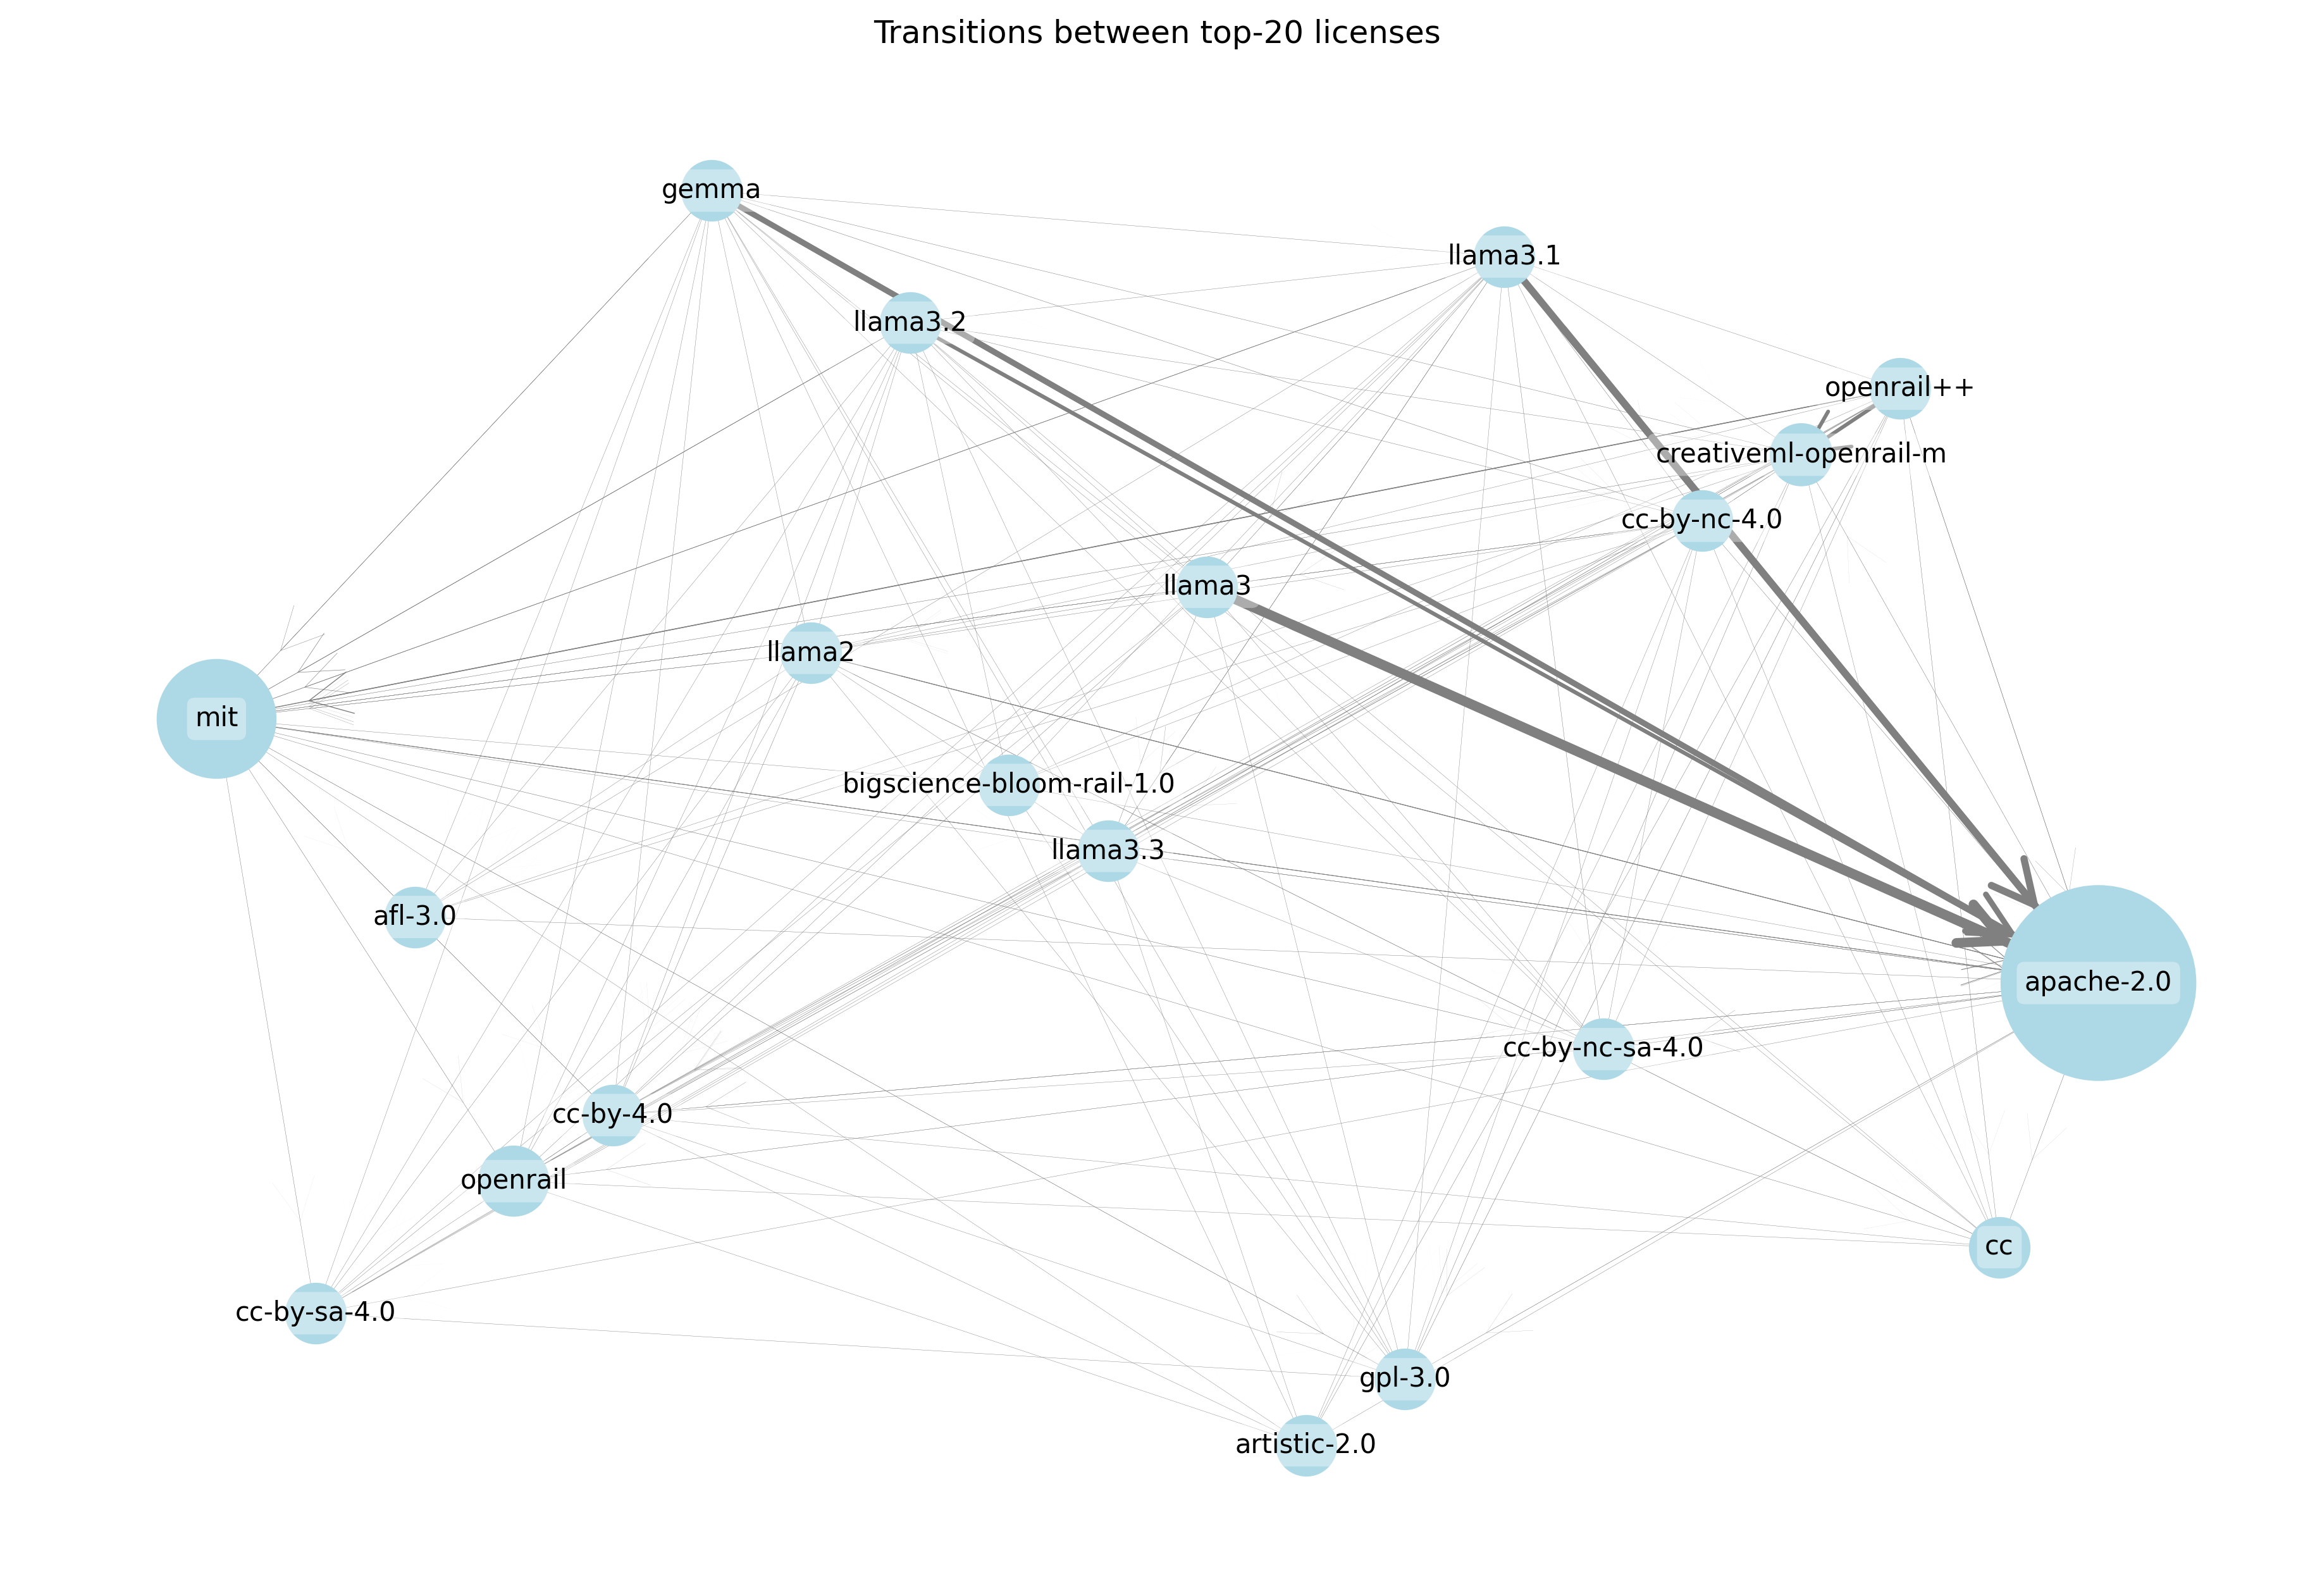 Transitions between top-20 licenses
gemma
llama3.1
llama3.2
openrail++
creativeml-openrail-m
cc-by-nc-4.0
llama3
llama2
mit
bigscience-bloom-rail-1.0
llama3.3
afl-3.0
apache-2.0
cc-by-nc-sa-4.0
cc-by-4.0
openrail
cc
cc-by-sa-4.0
gpl-3.0
artistic-2.0